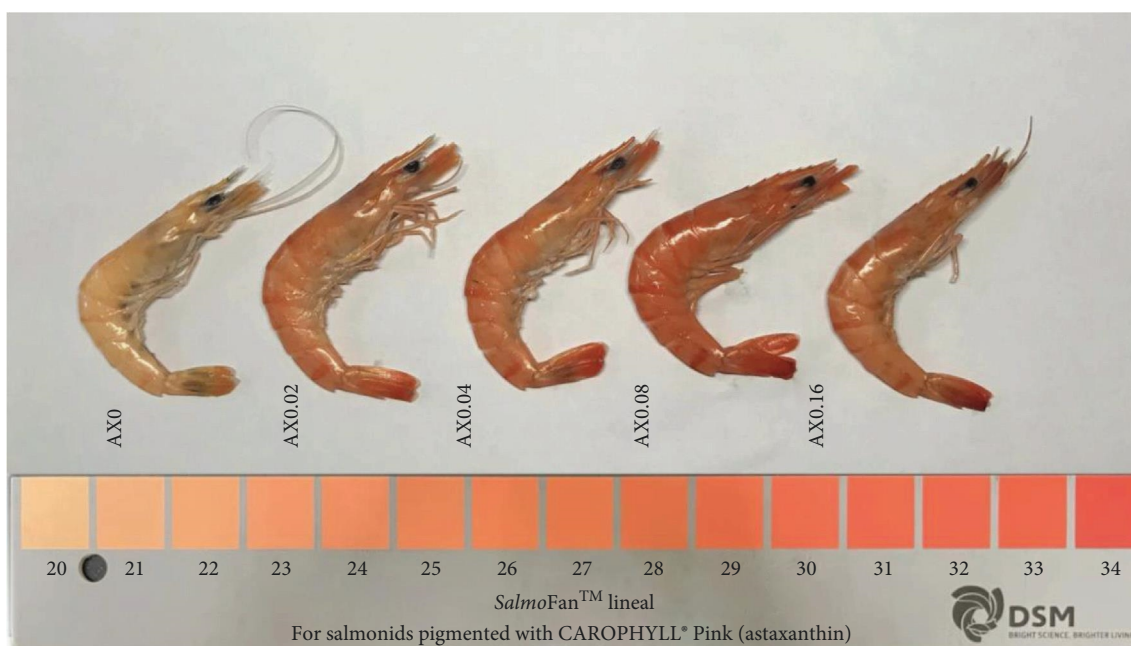 AX0
AX0.02
AX0.04
AX0.08
AX0.16
20 21 22 23 24 25 26 27 28 29 30 31 32 33 34
SalmoFan™ lineal
For salmonids pigmented with CAROPHYLL® Pink (astaxanthin)
DSM
BRIGHT SCIENCE. BRIGHTER LIVING